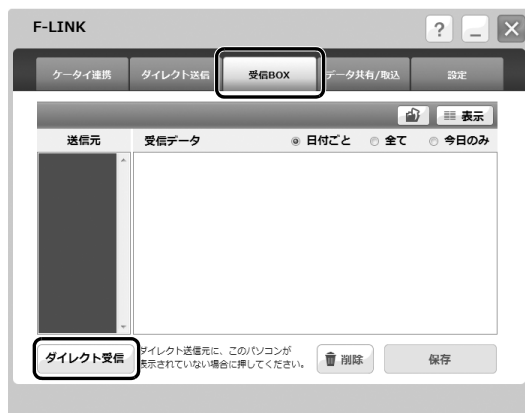 F-LINK
? _ X
ケータイ連携 ダイレクト送信 受信BOX データ共有/取込 設定
表示
送信元 受信データ 日付ごと 全て 今日のみ
ダイレクト受信
ダイレクト送信元に、このパソコンが
表示されていない場合に押してください。
削除 保存